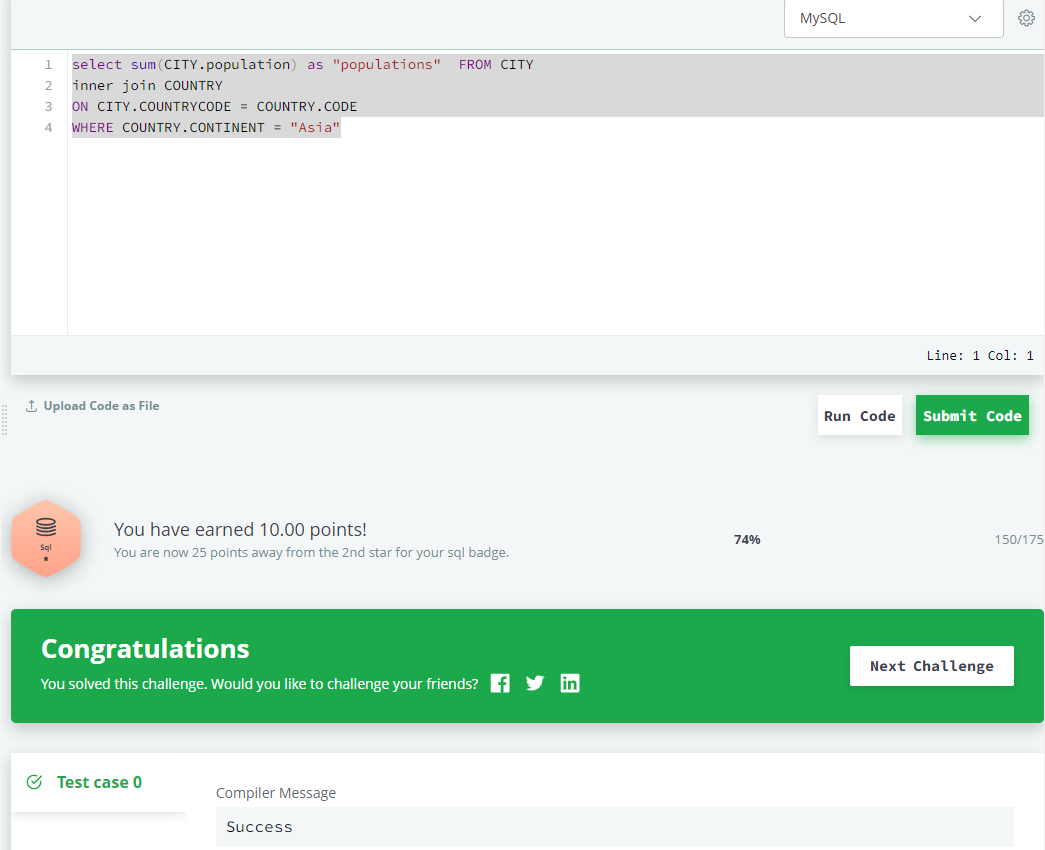 MySQL
1 select sum(CITY.population) as "populations"  FROM CITY
2 inner join COUNTRY
3 ON CITY.COUNTRYCODE = COUNTRY.CODE
4 WHERE COUNTRY.CONTINENT = "Asia"
Line: 1 Col: 1
Upload Code as File
Run Code
Submit Code
Sql
You have earned 10.00 points!
You are now 25 points away from the 2nd star for your sql badge.
74%
150/175
Congratulations
You solved this challenge. Would you like to challenge your friends?
Next Challenge
Test case 0
Compiler Message
Success